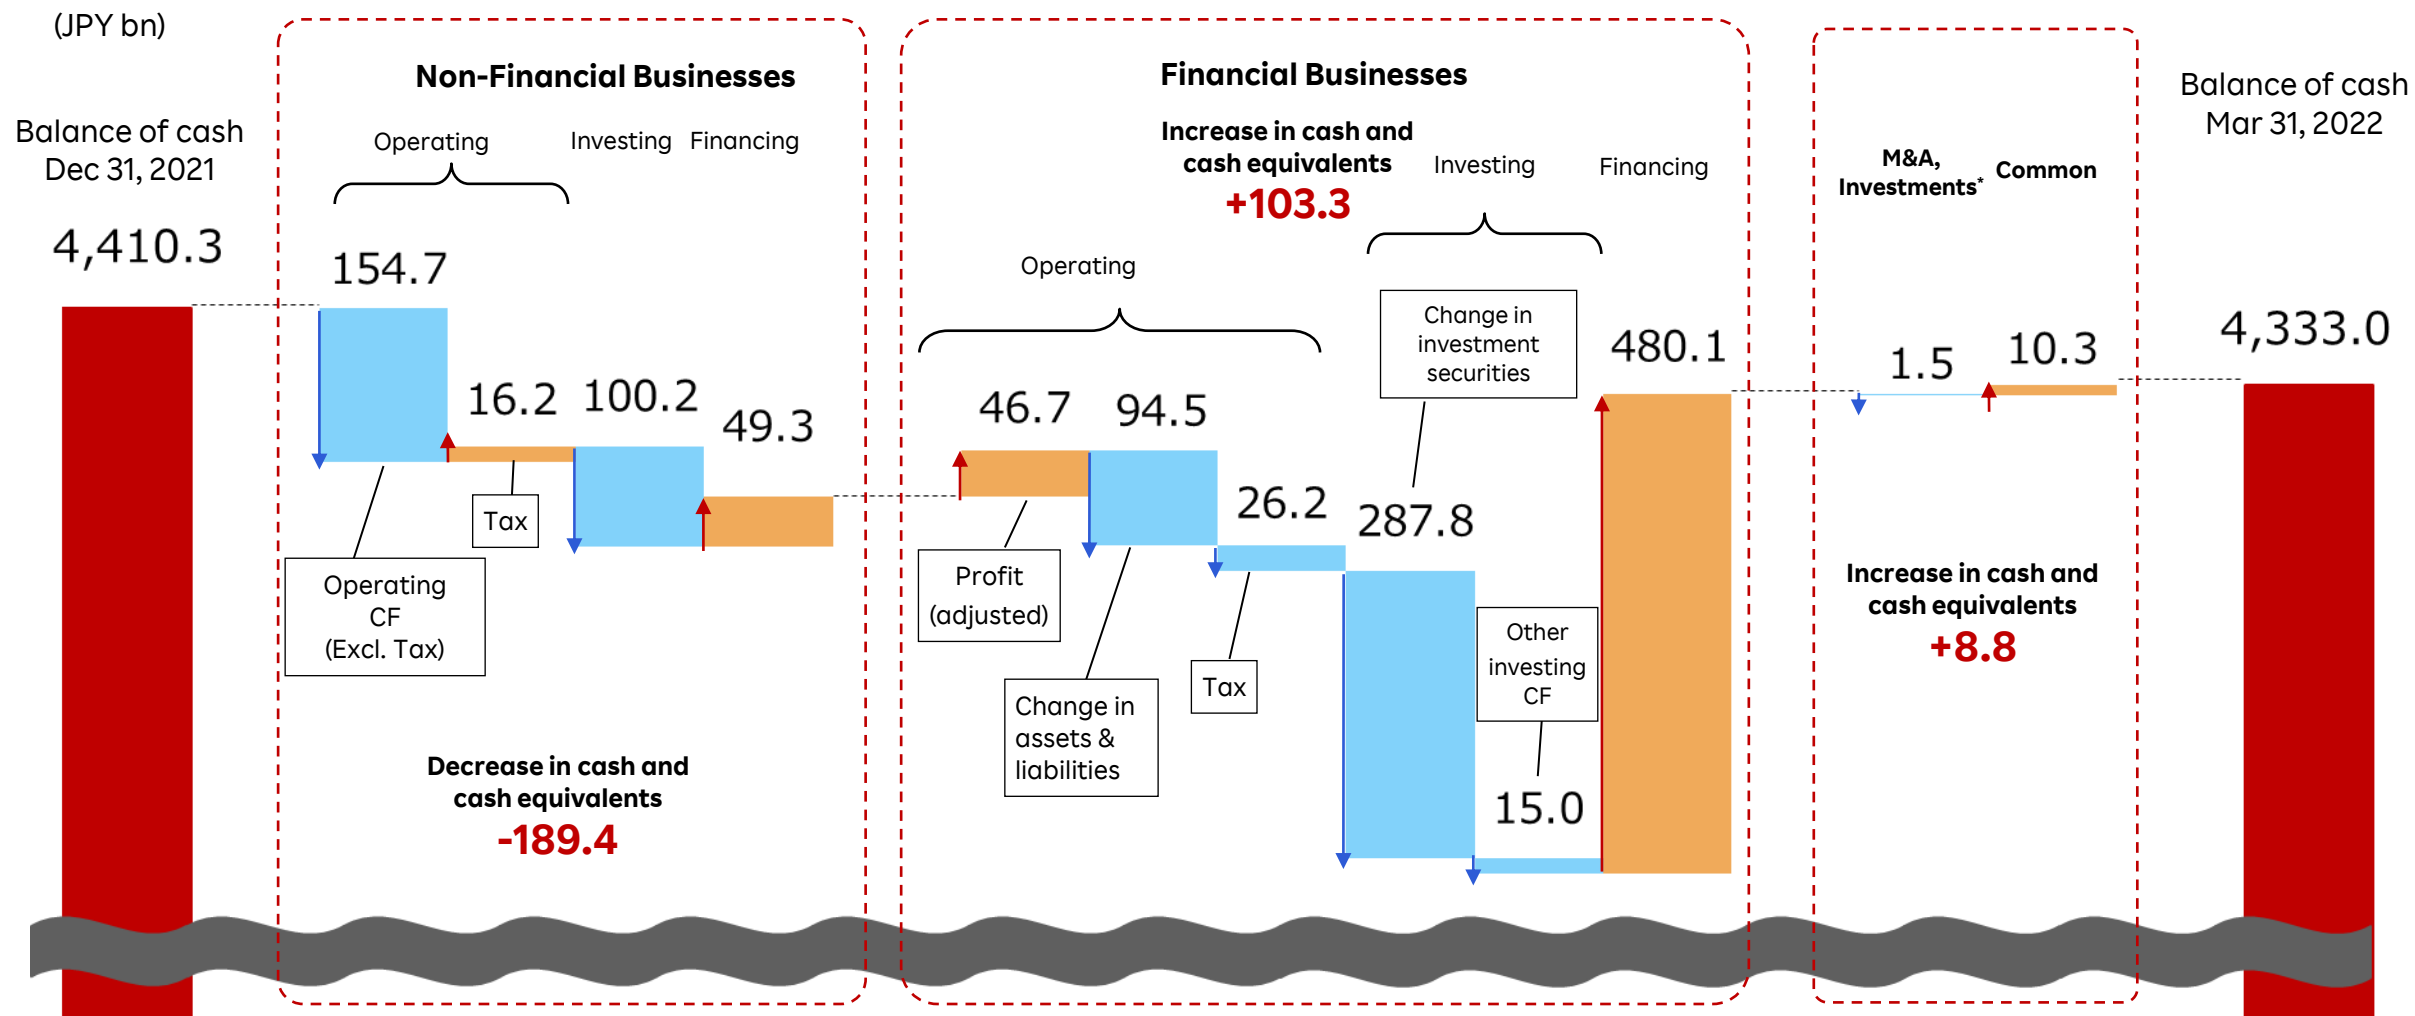 (JPY bn)
Balance of cash
Dec 31, 2021
4,410.3
Non-Financial Businesses
Operating
Investing
Financing
154.7
16.2
100.2
49.3
Tax
Operating
CF
(Excl. Tax)
Decrease in cash and
cash equivalents
-189.4
Financial Businesses
Increase in cash and
cash equivalents
+103.3
Operating
Investing
Financing
46.7
94.5
26.2
287.8
15.0
480.1
Profit
(adjusted)
Change in
assets &
liabilities
Tax
Change in
investment
securities
Other
investing
CF
M&A,
Investments*
Common
1.5
10.3
Increase in cash and
cash equivalents
+8.8
Balance of cash
Mar 31, 2022
4,333.0